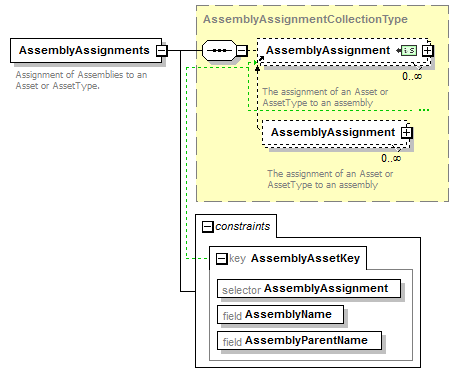 AssemblyAssignmentCollectionType
AssemblyAssignments
Assignment of Assemblies to an
Asset or AssetType.
AssemblyAssignment
is
0..∞
The assignment of an Asset or
AssetType to an assembly
...
AssemblyAssignment
0..∞
The assignment of an Asset or
AssetType to an assembly
constraints
key AssemblyAssetKey
selector AssemblyAssignment
field AssemblyName
field AssemblyParentName